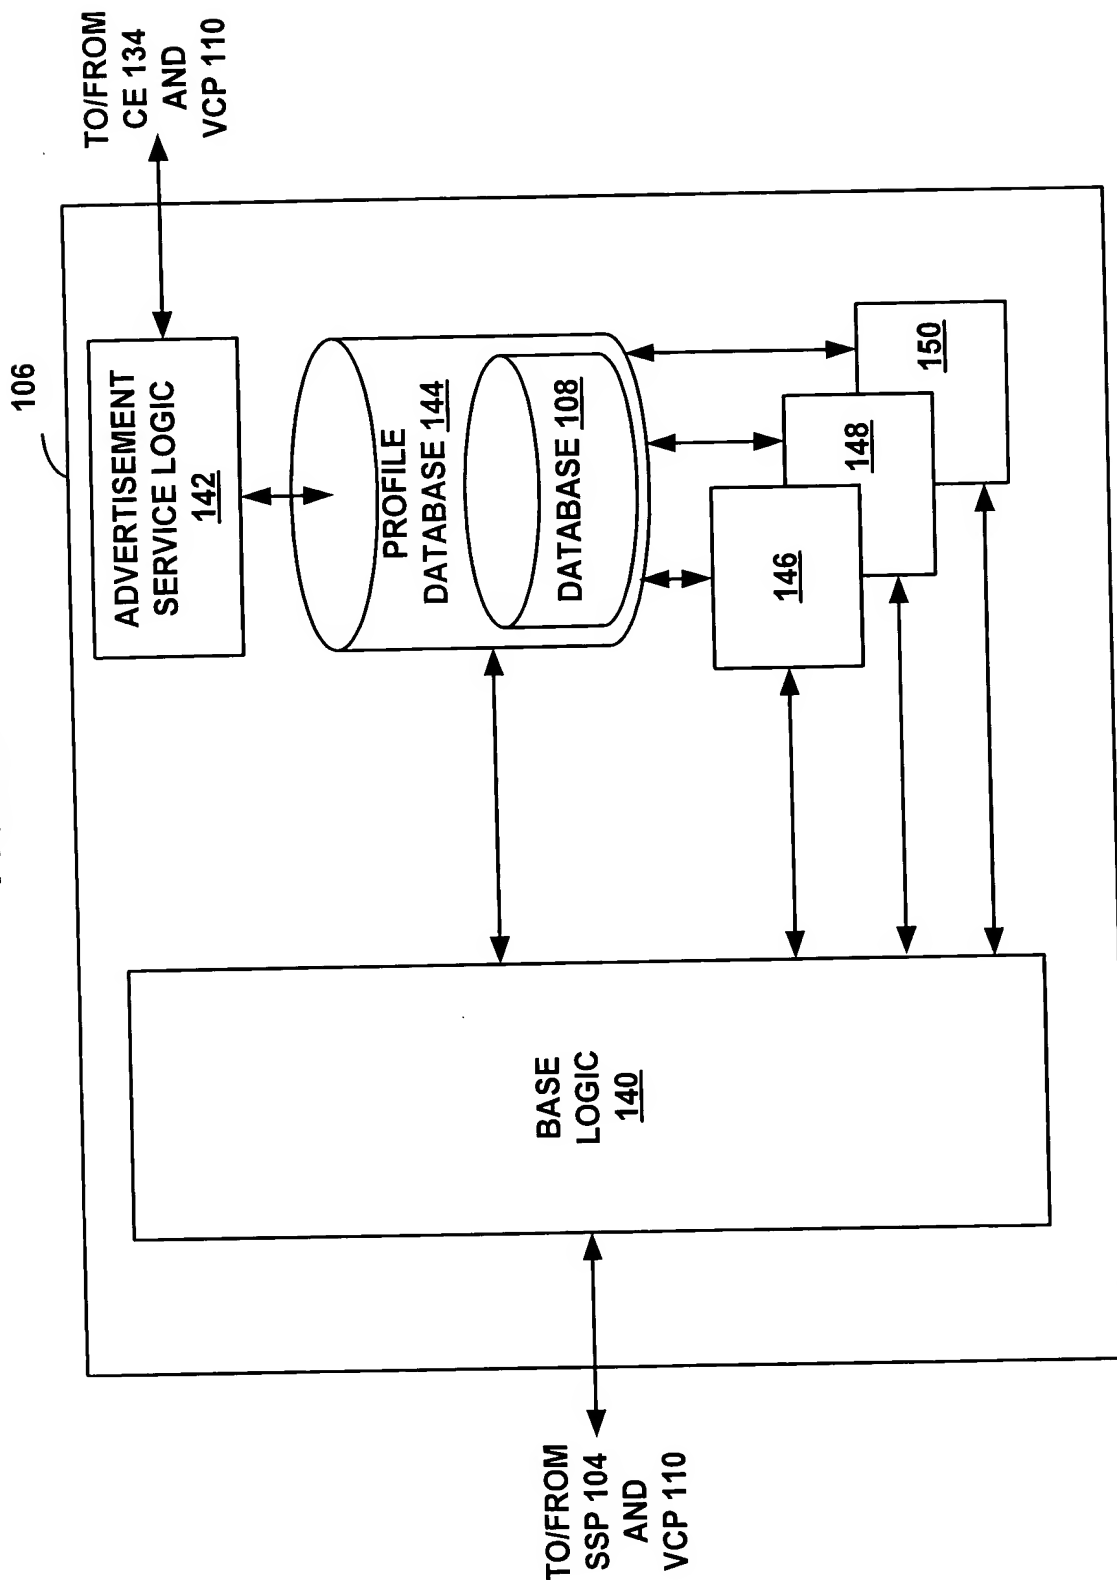 106
TO/FROM
CE 134
AND
VCP 110
ADVERTISEMENT
SERVICE LOGIC
142
PROFILE
DATABASE 144
DATABASE 108
146
148
150
BASE
LOGIC
140
TO/FROM
SSP 104
AND
VCP 110